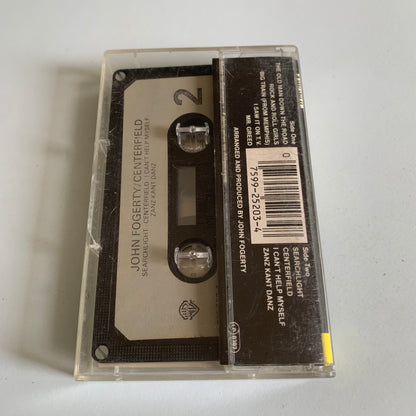 2
JOHN FOGERTY/CENTERFIELD
SEARCHLIGHT CENTERFIELD I CAN'T HELP MYSELF
ZANZ KANT DANZ
Side One
THE OLD MAN DOWN THE ROAD
ROCK AND ROLL GIRLS
BIG TRAIN (FROM MEMPHIS)
I SAW IT ON T.V.
MR. GREED
ARRANGED AND PRODUCED BY JOHN FOGERTY
0
7599-25203-4
Side Two
SEARCHLIGHT
CENTERFIELD
I CAN'T HELP MYSELF
ZANZ KANT DANZ